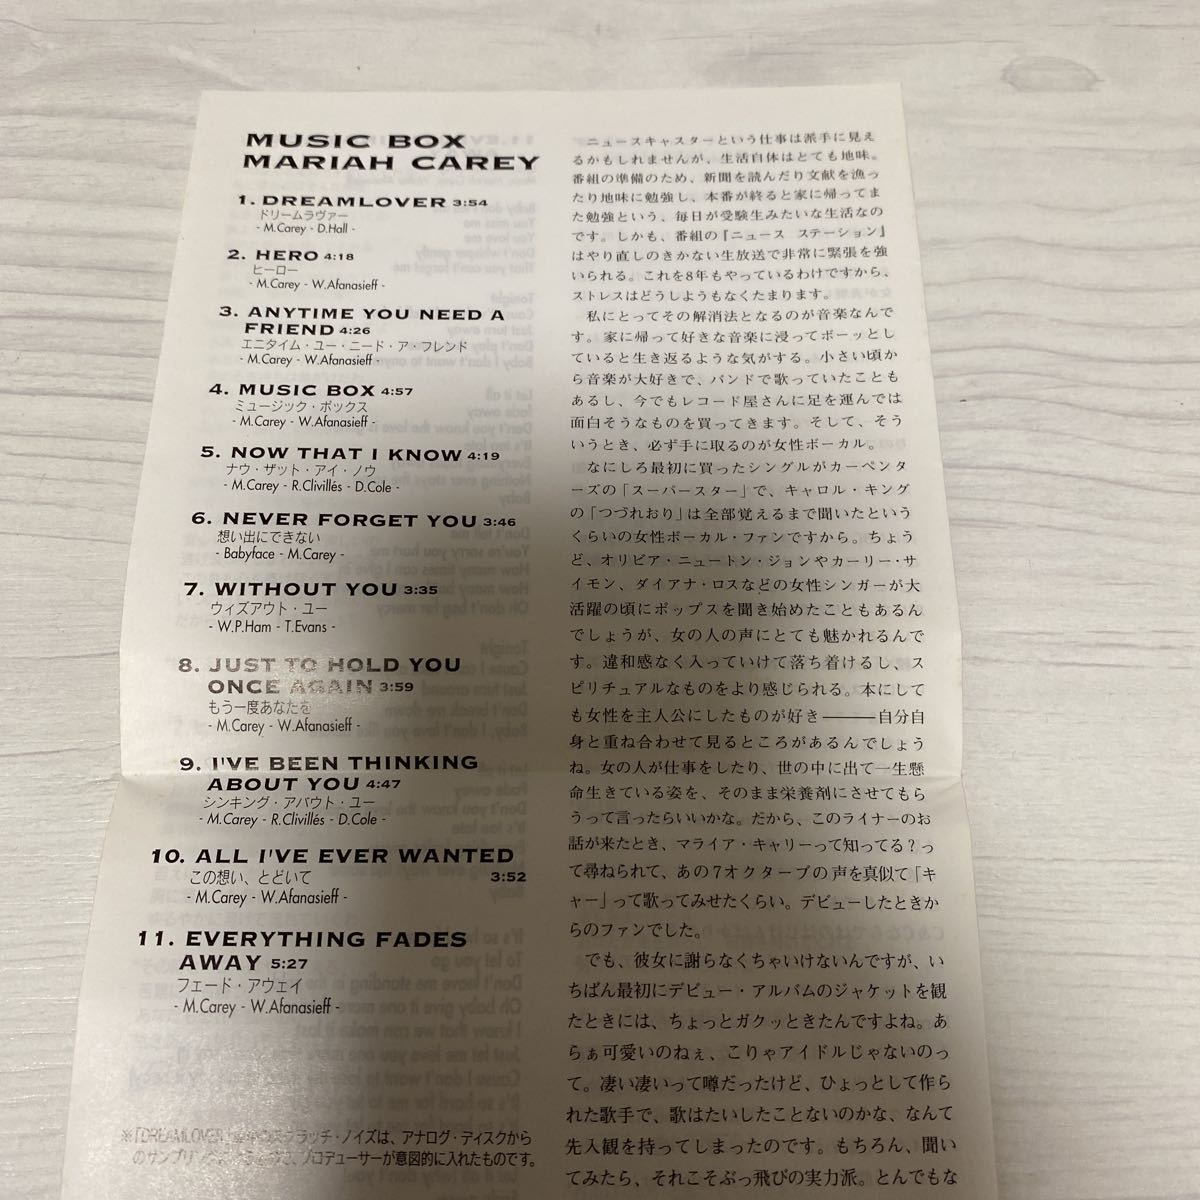 MUSIC BOX
MARIAH CAREY
1. DREAMLOVER 3:54
ドリームラヴァー
- M.Carey - D.Hall -
2. HERO 4:18
ヒーロー
- M.Carey - W.Afanasieff -
3. ANYTIME YOU NEED A
FRIEND 4:26
エニタイム・ユー・ニード・ア・フレンド
- M.Carey - W.Afanasieff -
4. MUSIC BOX 4:57
ミュージック・ボックス
- M.Carey - W.Afanasieff -
5. NOW THAT I KNOW 4:19
ナウ・ザット・アイ・ノウ
- M.Carey - R.Clivillés - D.Cole -
6. NEVER FORGET YOU 3:46
想い出にできない
- Babyface - M.Carey -
7. WITHOUT YOU 3:35
ウィズアウト・ユー
- W.P.Ham - T.Evans -
8. JUST TO HOLD YOU
ONCE AGAIN 3:59
もう一度あなたを
- M.Carey - W.Afanasieff -
9. I'VE BEEN THINKING
ABOUT YOU 4:47
シンキング・アバウト・ユー
- M.Carey - R.Clivillés - D.Cole -
10. ALL I'VE EVER WANTED
この想い、とどいて 3:52
- M.Carey - W.Afanasieff -
11. EVERYTHING FADES
AWAY 5:27
フェード・アウェイ
- M.Carey - W.Afanasieff -
※「DREAMLOVER」 スクラッチ・ノイズは、アナログ・ディスクから
のサンプリング プロデューサーが意図的に入れたものです。
ニュースキャスターという仕事は派手に見え
るかもしれませんが、生活自体はとても地味。
番組の準備のため、新聞を読んだり文献を漁っ
たり地味に勉強し、本番が終ると家に帰ってま
た勉強という、毎日が受験生みたいな生活なの
です。しかも、番組の『ニュース ステーション』
はやり直しのきかない生放送で非常に緊張を強
いられる。これを8年もやっているわけですから、
ストレスはどうしようもなくたまります。
私にとってその解消法となるのが音楽なんで
す。家に帰って好きな音楽に浸ってボーッとし
ていると生き返るような気がする。小さい頃か
ら音楽が大好きで、バンドで歌っていたことも
あるし、今でもレコード屋さんに足を運んでは
面白そうなものを買ってきます。そして、そう
いうとき、必ず手に取るのが女性ボーカル。
なにしろ最初に買ったシングルがカーペンタ
ーズの「スーパースター」で、キャロル・キング
の「つづれおり」は全部覚えるまで聞いたという
くらいの女性ボーカル・ファンですから。ちょう
ど、オリビア・ニュートン・ジョンやカーリー・サ
イモン、ダイアナ・ロスなどの女性シンガーが大
活躍の頃にポップスを聞き始めたこともあるん
でしょうが、女の人の声にとても魅かれるんで
す。違和感なく入っていけて落ち着けるし、ス
ピリチュアルなものをより感じられる。本にして
も女性を主人公にしたものが好き———自分自
身と重ね合わせて見るところがあるんでしょう
ね。女の人が仕事をしたり、世の中に出て一生懸
命生きている姿を、そのまま栄養剤にさせてもら
うって言ったらいいかな。だから、このライナーのお
話が来たとき、マライア・キャリーって知ってる?っ
て尋ねられて、あの7オクターブの声を真似て「キ
ャー」って歌ってみせたくらい。デビューしたときか
らのファンでした。
でも、彼女に謝らなくちゃいけないんですが、い
ちばん最初にデビュー・アルバムのジャケットを観
たときには、ちょっとガクッときたんですよね。あ
らぁ可愛いのねぇ、こりゃアイドルじゃないのっ
て。凄い凄いって噂だったけど、ひょっとして作ら
れた歌手で、歌はたいしたことないのかな、なんて
先入観を持ってしまったのです。もちろん、聞い
てみたら、それこそぶっ飛びの実力派。とんでもな